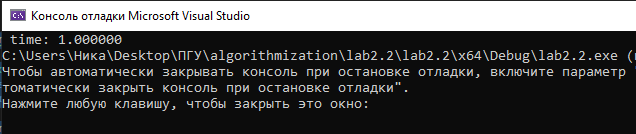 Консоль отладки Microsoft Visual Studio
time: 1.000000
C:\Users\Ника\Desktop\ПГУ\algorithmization\lab2.2\lab2.2\x64\Debug\lab2.2.exe (
Чтобы автоматически закрывать консоль при остановке отладки, включите параметр
томатически закрыть консоль при остановке отладки".
Нажмите любую клавишу, чтобы закрыть это окно: